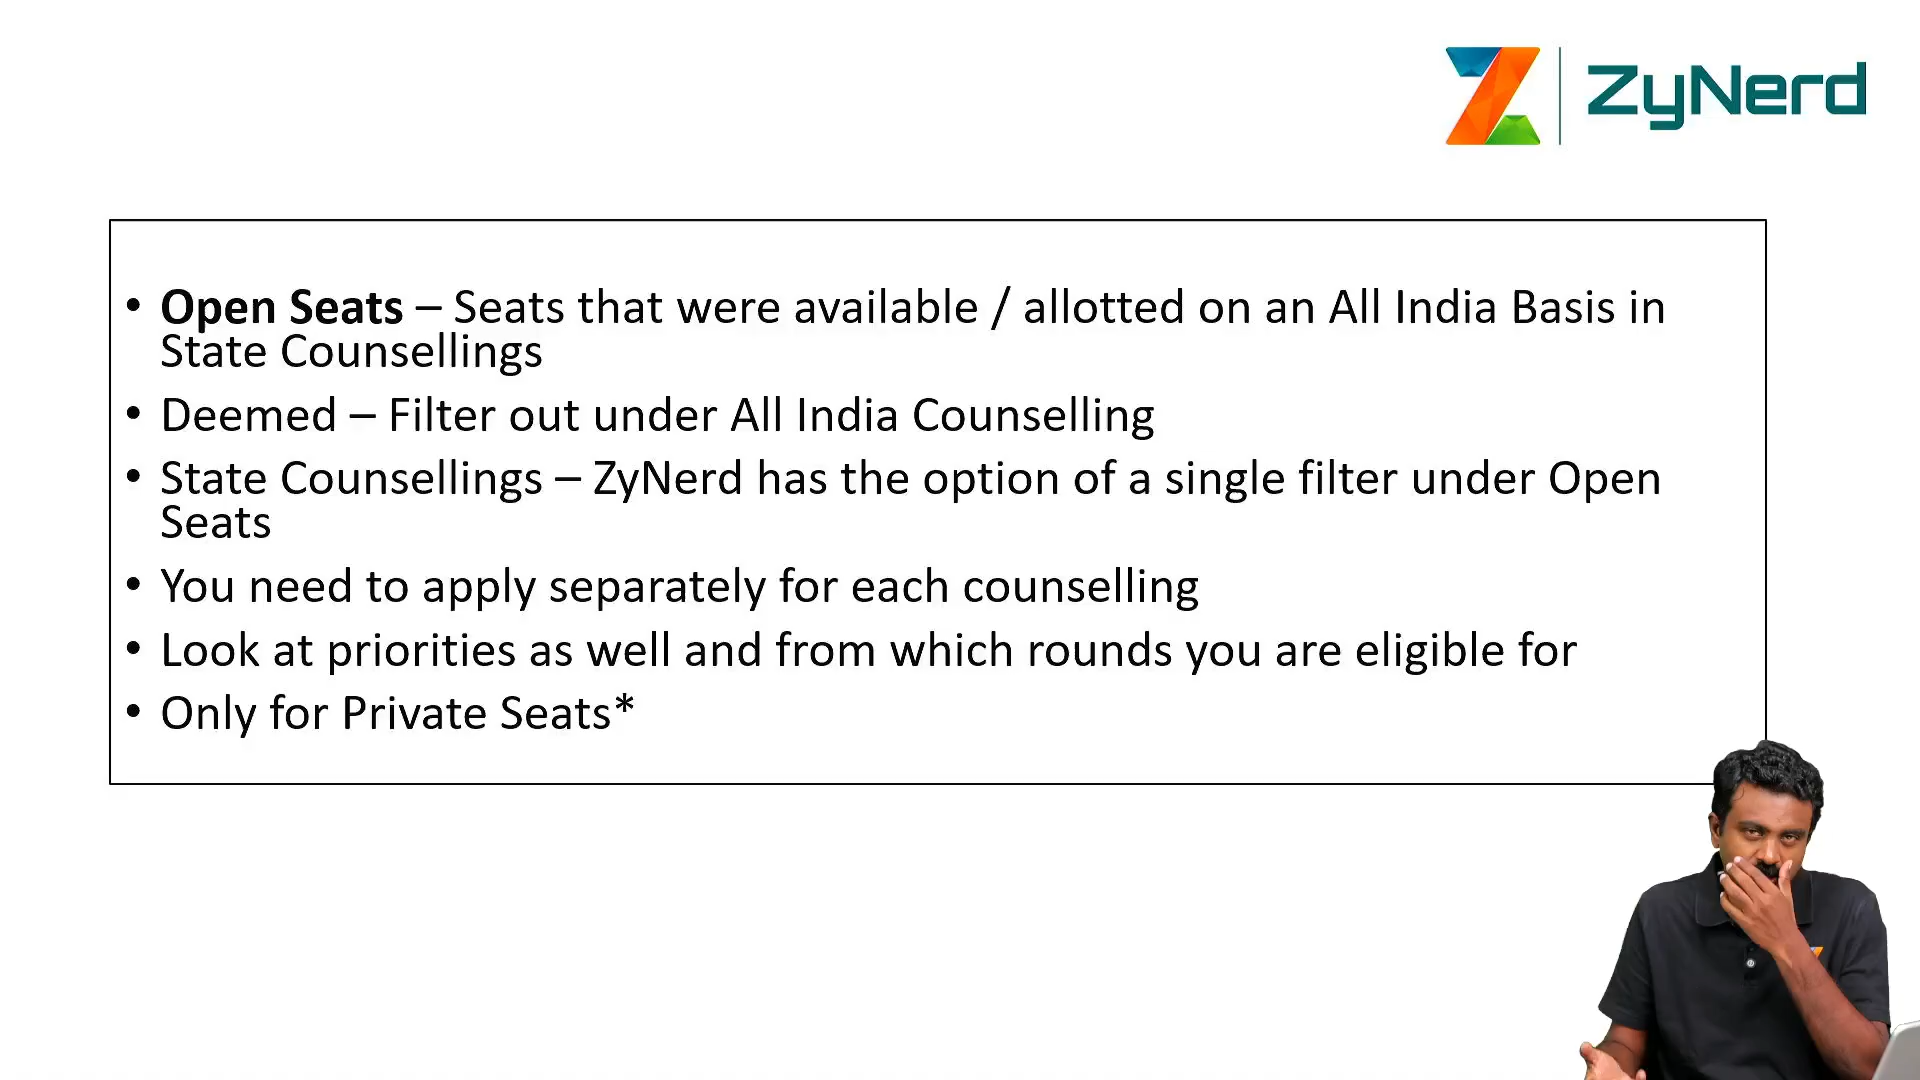 ZyNerd
• Open Seats – Seats that were available / allotted on an All India Basis in
State Counsellings
• Deemed – Filter out under All India Counselling
• State Counsellings – ZyNerd has the option of a single filter under Open
Seats
• You need to apply separately for each counselling
• Look at priorities as well and from which rounds you are eligible for
• Only for Private Seats*